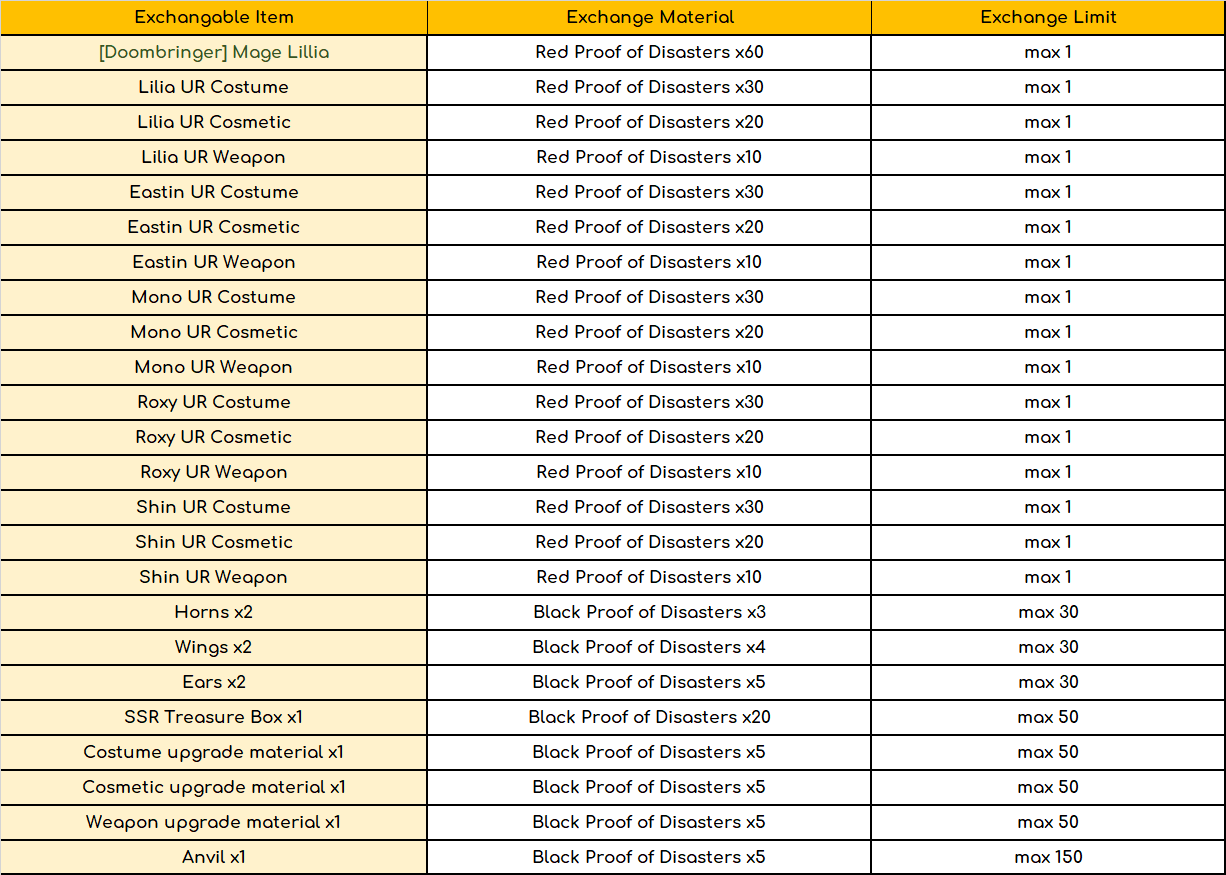 Exchangable Item Exchange Material Exchange Limit
[Doombringer] Mage Lillia Red Proof of Disasters x60 max 1
Lilia UR Costume Red Proof of Disasters x30 max 1
Lilia UR Cosmetic Red Proof of Disasters x20 max 1
Lilia UR Weapon Red Proof of Disasters x10 max 1
Eastin UR Costume Red Proof of Disasters x30 max 1
Eastin UR Cosmetic Red Proof of Disasters x20 max 1
Eastin UR Weapon Red Proof of Disasters x10 max 1
Mono UR Costume Red Proof of Disasters x30 max 1
Mono UR Cosmetic Red Proof of Disasters x20 max 1
Mono UR Weapon Red Proof of Disasters x10 max 1
Roxy UR Costume Red Proof of Disasters x30 max 1
Roxy UR Cosmetic Red Proof of Disasters x20 max 1
Roxy UR Weapon Red Proof of Disasters x10 max 1
Shin UR Costume Red Proof of Disasters x30 max 1
Shin UR Cosmetic Red Proof of Disasters x20 max 1
Shin UR Weapon Red Proof of Disasters x10 max 1
Horns x2 Black Proof of Disasters x3 max 30
Wings x2 Black Proof of Disasters x4 max 30
Ears x2 Black Proof of Disasters x5 max 30
SSR Treasure Box x1 Black Proof of Disasters x20 max 50
Costume upgrade material x1 Black Proof of Disasters x5 max 50
Cosmetic upgrade material x1 Black Proof of Disasters x5 max 50
Weapon upgrade material x1 Black Proof of Disasters x5 max 50
Anvil x1 Black Proof of Disasters x5 max 150